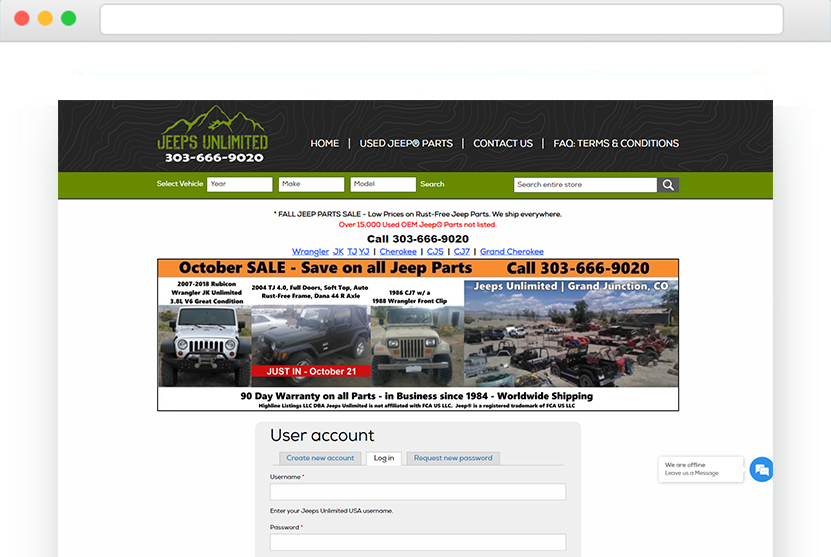 JEEPS UNLIMITED
303-666-9020
HOME | USED JEEP® PARTS | CONTACT US | FAQ: TERMS & CONDITIONS
Select Vehicle Year Make Model Search Search entire store
* FALL JEEP PARTS SALE - Low Prices on Rust-Free Jeep Parts. We ship everywhere.
Over 15,000 Used OEM Jeep® Parts not listed.
Call 303-666-9020
Wrangler JK TJ YJ | Cherokee | CJ5 | CJ7 | Grand Cherokee
October SALE - Save on all Jeep Parts Call 303-666-9020
2007-2018 Rubicon
Wrangler JK Unlimited
3.8L V6 Great Condition
2004 TJ 4.0, Full Doors, Soft Top, Auto
Rust-Free Frame, Dana 44 R Axle
1986 CJ7 w/ a
1988 Wrangler Front Clip
Jeeps Unlimited | Grand Junction, CO
JUST IN - October 21
90 Day Warranty on all Parts - in Business since 1984 - Worldwide Shipping
Highline Listings LLC DBA Jeeps Unlimited is not affiliated with FCA US LLC. Jeep® is a registered trademark of FCA US LLC
User account
Create new account Log in Request new password
Username *
Enter your Jeeps Unlimited USA username.
Password *
We are offline
Leave us a Message